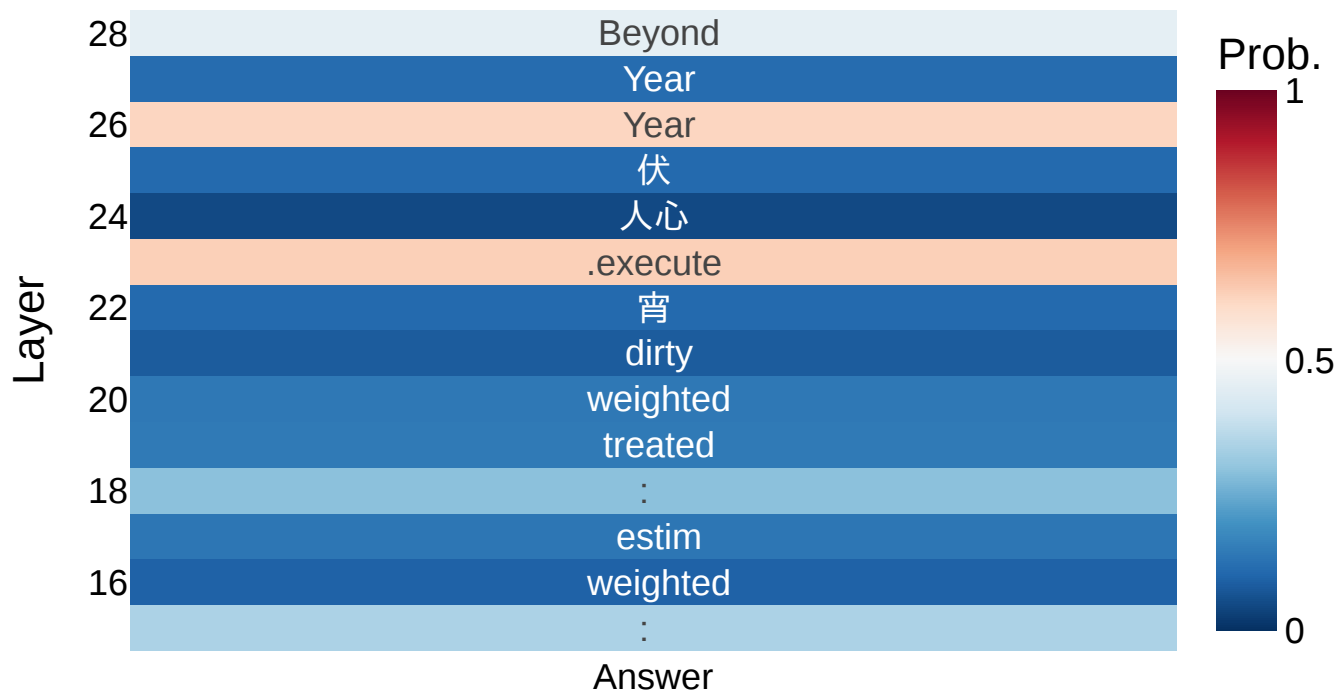 28 Beyond
Prob.
Year
1
26 Year
伏
24 人心
.execute
Layer
22 宵
dirty
0.5
20 weighted
treated
18 :
estim
16 weighted
0
:
Answer